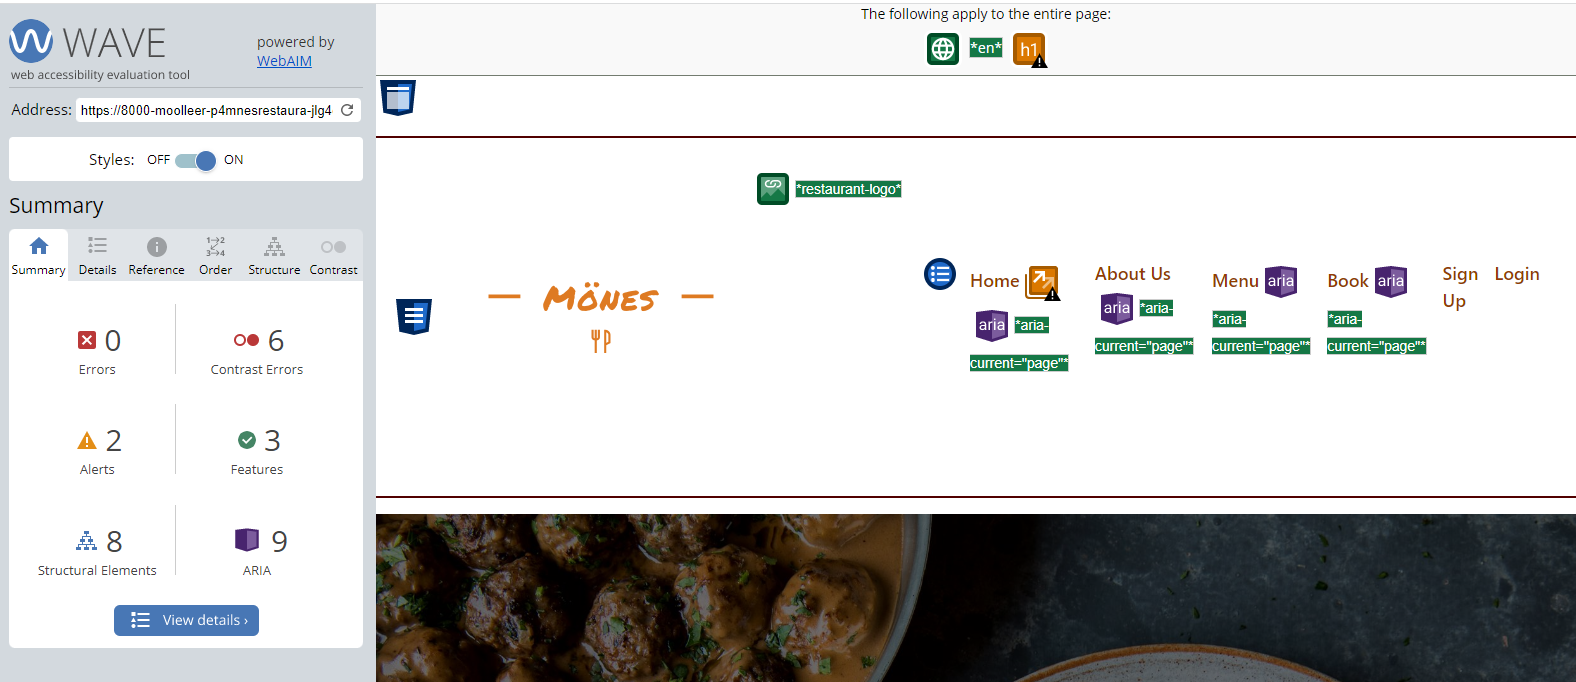 WAVE
powered by
WebAIM
web accessibility evaluation tool
Address: https://8000-moolleer-p4mnesrestaura-jlg4
Styles: OFF ON
Summary
Summary Details Reference Order Structure Contrast
0
Errors
6
Contrast Errors
2
Alerts
3
Features
8
Structural Elements
9
ARIA
View details ›
The following apply to the entire page:
*en* h1
*restaurant-logo*
MÖNES
Home
aria *aria-
current="page"*
About Us
aria *aria-
current="page"*
Menu aria
*aria-
current="page"*
Book aria
*aria-
current="page"*
Sign
Up
Login